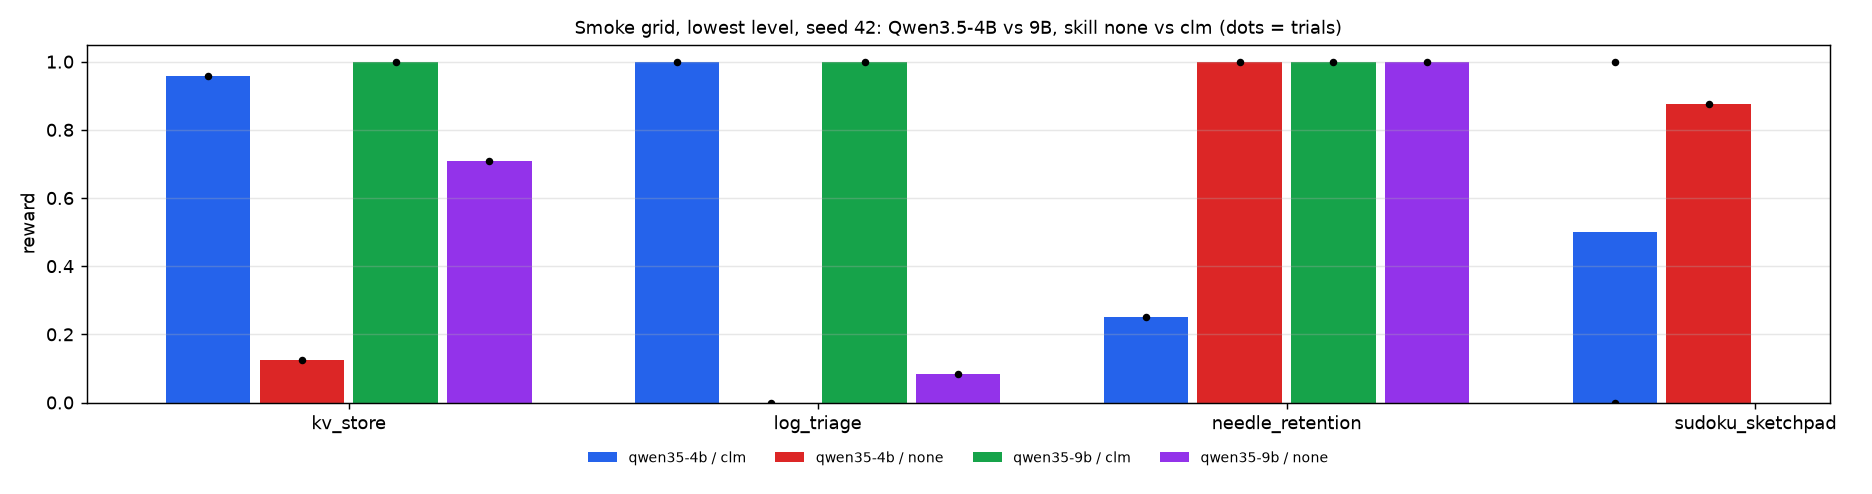 Smoke grid, lowest level, seed 42: Qwen3.5-4B vs 9B, skill none vs clm (dots = trials)
reward
1.0
0.8
0.6
0.4
0.2
0.0
kv_store log_triage needle_retention sudoku_sketchpad
qwen35-4b / clm qwen35-4b / none qwen35-9b / clm qwen35-9b / none